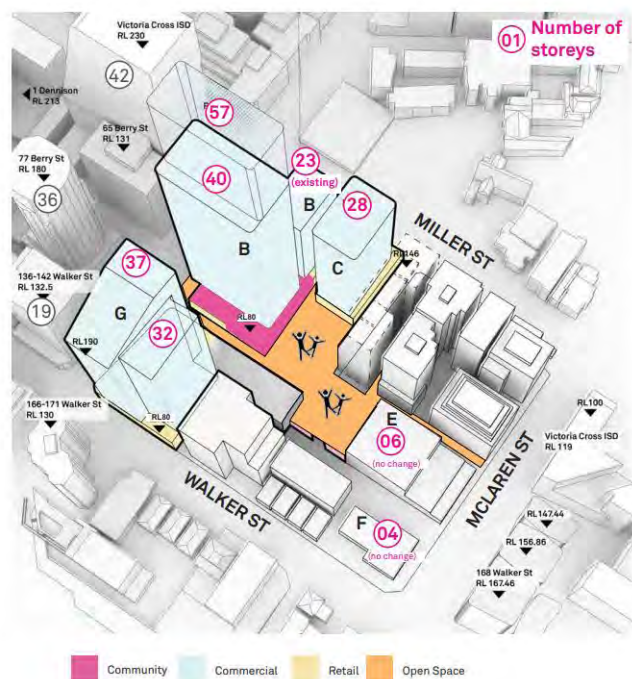 01 Number of
storeys
Victoria Cross ISD
RL 230
42
1 Dennison
RL 213
57
65 Berry St
RL 131
77 Berry St
RL 180
36
40
23
(existing)
28
B
B
C
MILLER ST
RL146
136-142 Walker St
RL 132.5
19
37
G
32
RL190
RL80
RL80
166-171 Walker St
RL 130
E
06
(no change)
WALKER ST
F
04
(no change)
MCLAREN ST
RL100
Victoria Cross ISD
RL 119
RL147.44
RL 156.86
168 Walker St
RL 167.46
Community
Commercial
Retail
Open Space